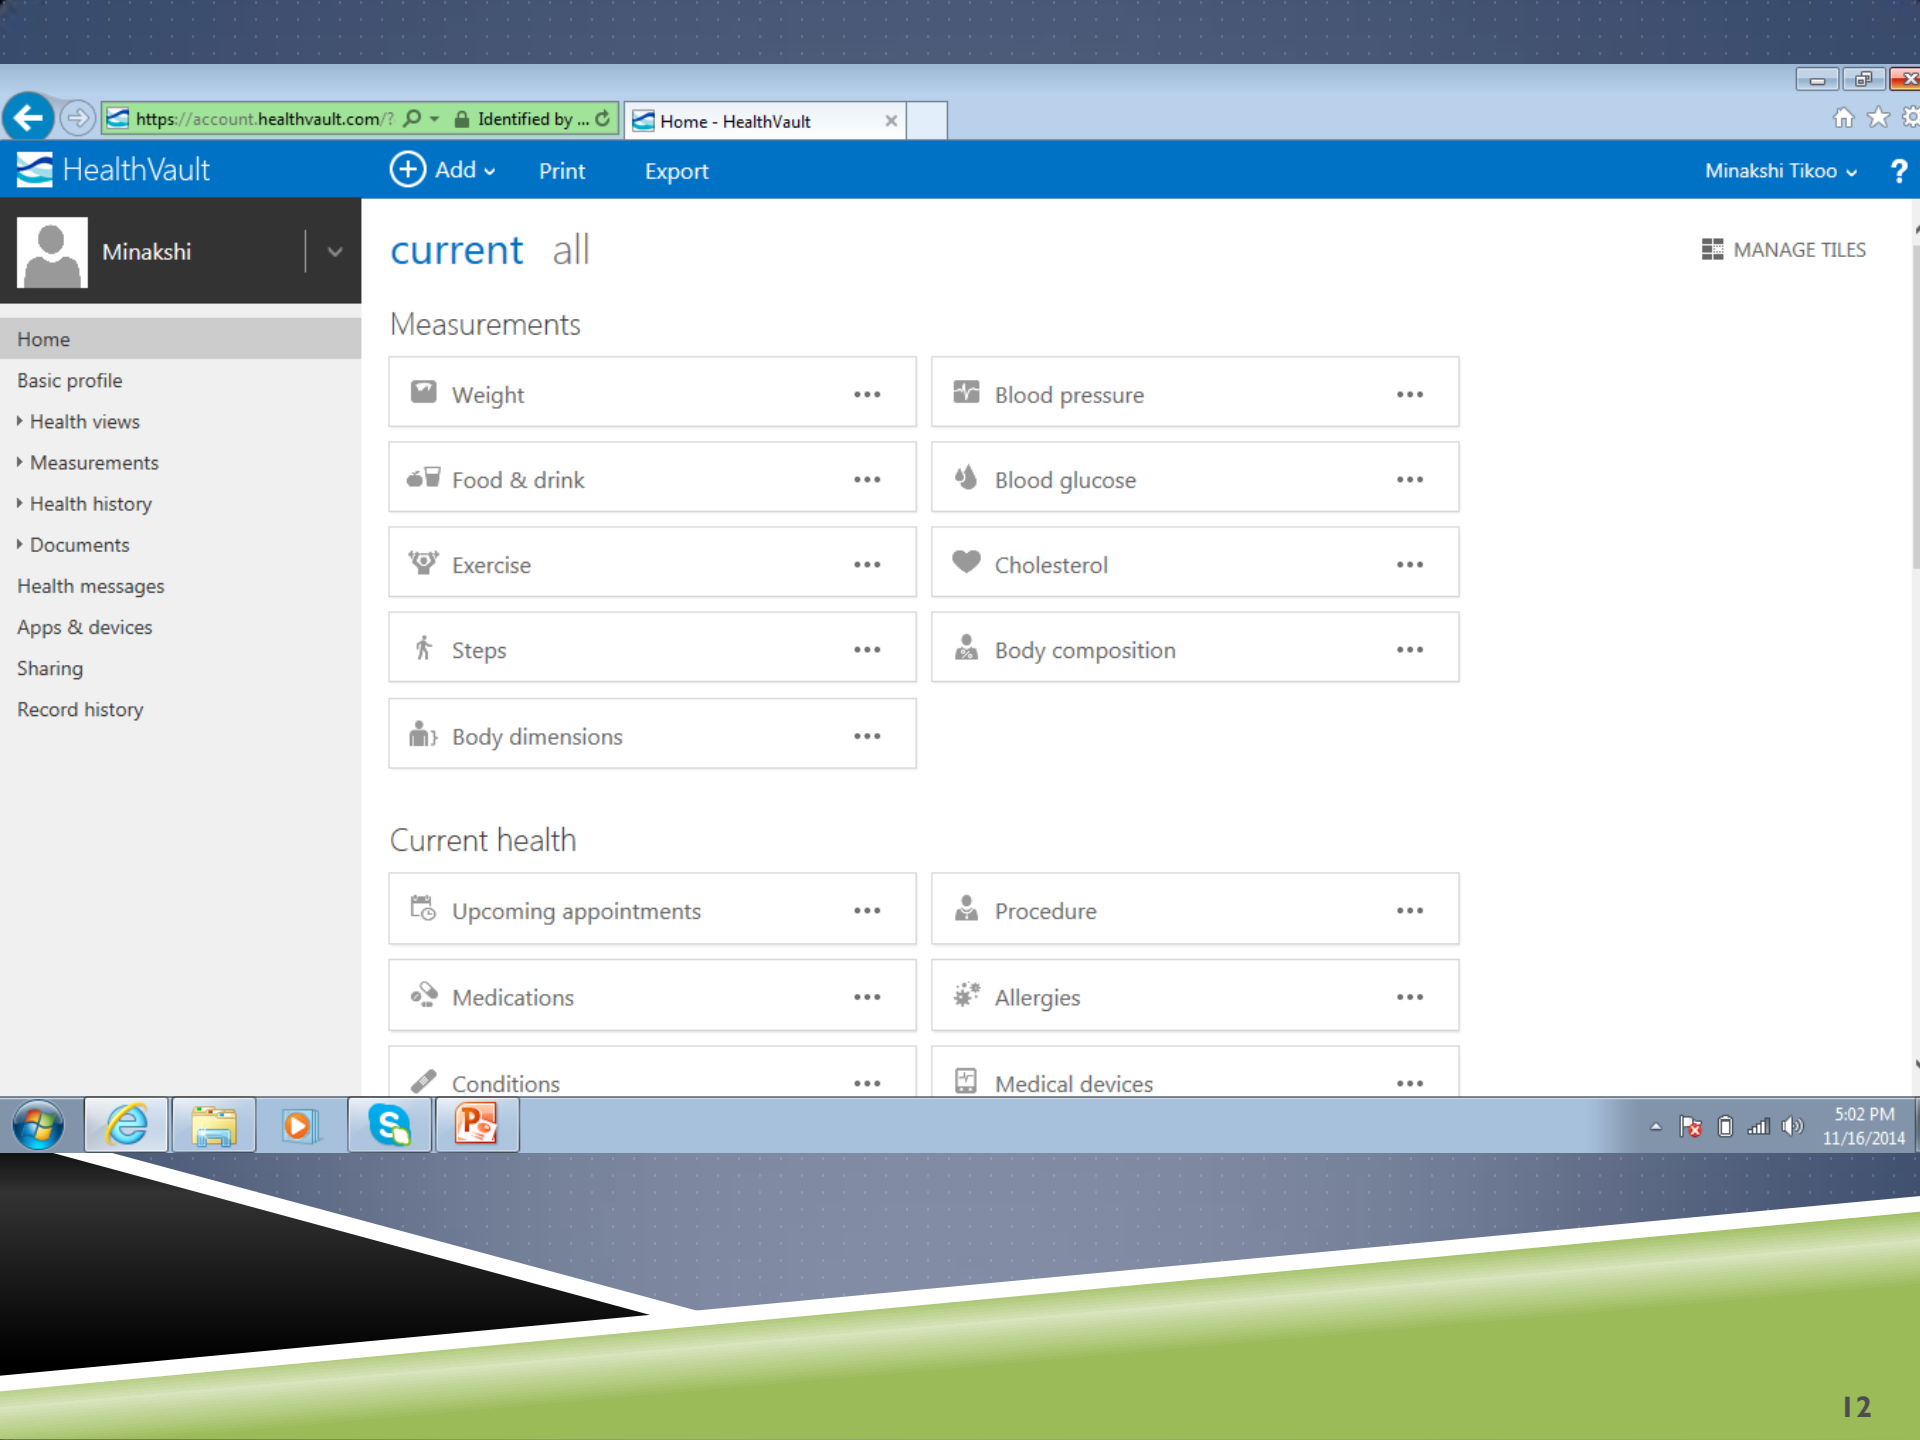 https://account.healthvault.com/? Identified by ... Home - HealthVault
HealthVault Add Print Export Minakshi Tikoo ?
Minakshi
current all MANAGE TILES
Home
Basic profile
Health views
Measurements
Health history
Documents
Health messages
Apps & devices
Sharing
Record history
Measurements
Weight ••• Blood pressure •••
Food & drink ••• Blood glucose •••
Exercise ••• Cholesterol •••
Steps ••• Body composition •••
Body dimensions •••
Current health
Upcoming appointments ••• Procedure •••
Medications ••• Allergies •••
Conditions ••• Medical devices •••
5:02 PM
11/16/2014
12